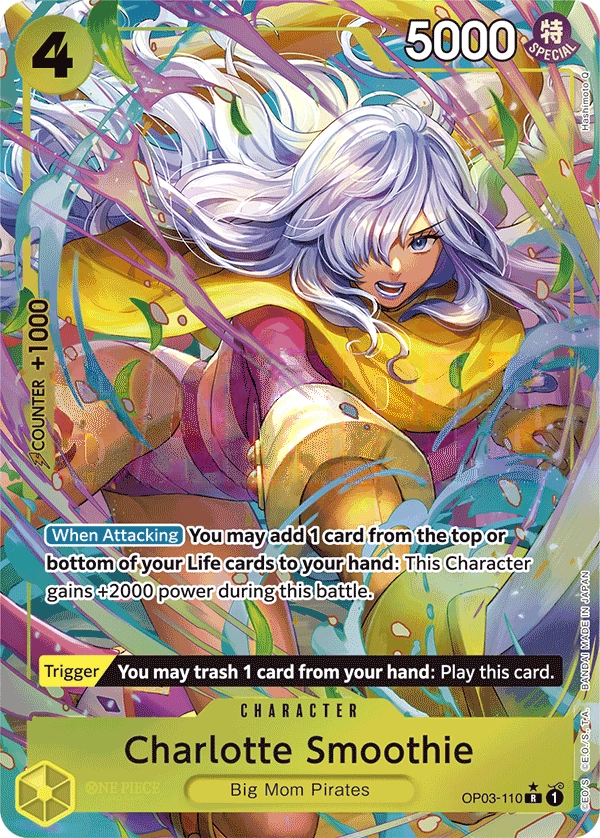 4
5000
特
SPECIAL
Hashimoto Q
COUNTER +1000
When Attacking You may add 1 card from the top or
bottom of your Life cards to your hand: This Character
gains +2000 power during this battle.
Trigger You may trash 1 card from your hand: Play this card.
CHARACTER
Charlotte Smoothie
Big Mom Pirates
ONE PIECE
OP03-110 R 1
©E.O./S. ©E.O./S.,T.A. BANDAI MADE IN JAPAN